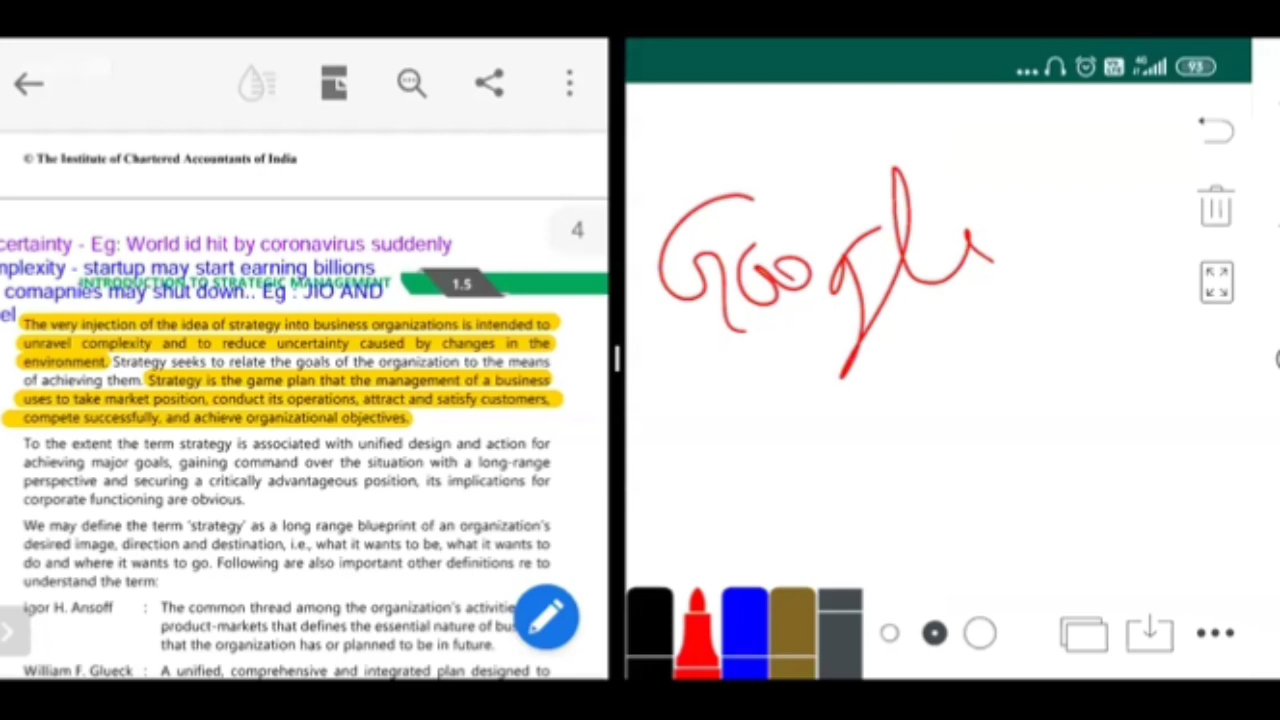 © The Institute of Chartered Accountants of India
4
certainty - Eg: World id hit by coronavirus suddenly
mplexity - startup may start earning billions
INTRODUCTION TO STRATEGIC MANAGEMENT
1.5
comapnies may shut down.. Eg : JIO AND
el
The very injection of the idea of strategy into business organizations is intended to
unravel complexity and to reduce uncertainty caused by changes in the
environment. Strategy seeks to relate the goals of the organization to the means
of achieving them. Strategy is the game plan that the management of a business
uses to take market position, conduct its operations, attract and satisfy customers,
compete successfully, and achieve organizational objectives.
To the extent the term strategy is associated with unified design and action for
achieving major goals, gaining command over the situation with a long-range
perspective and securing a critically advantageous position, its implications for
corporate functioning are obvious.
We may define the term 'strategy' as a long range blueprint of an organization's
desired image, direction and destination, i.e., what it wants to be, what it wants to
do and where it wants to go. Following are also important other definitions re to
understand the term:
Igor H. Ansoff : The common thread among the organization's activities
product-markets that defines the essential nature of bus
that the organization has or planned to be in future.
William F. Glueck : A unified, comprehensive and integrated plan designed to
4G
93
Google